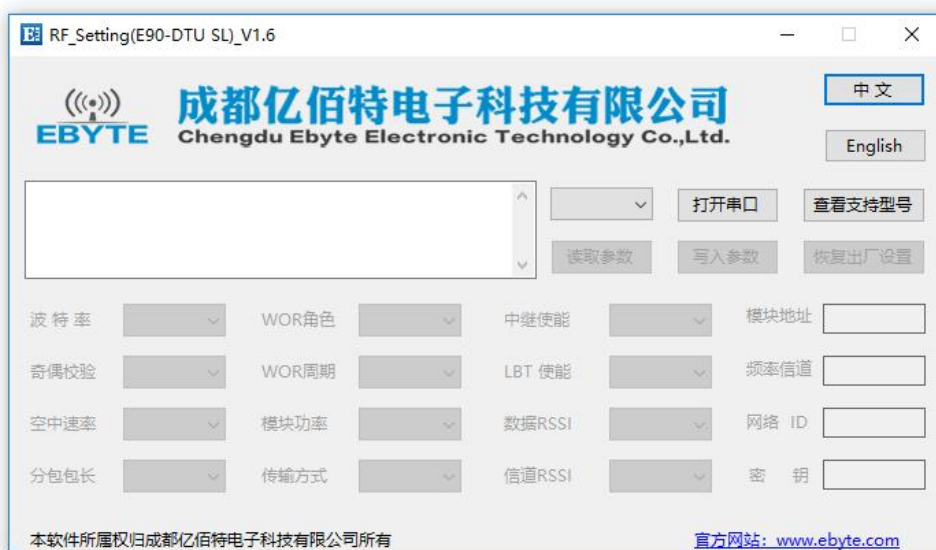 RF_Setting(E90-DTU SL)_V1.6
EBYTE
成都亿佰特电子科技有限公司
Chengdu Ebyte Electronic Technology Co.,Ltd.
中文
English
打开串口
查看支持型号
读取参数
写入参数
恢复出厂设置
波特率
WOR角色
中继使能
模块地址
奇偶校验
WOR周期
LBT 使能
频率信道
空中速率
模块功率
数据RSSI
网络 ID
分包包长
传输方式
信道RSSI
密 钥
本软件所属权归成都亿佰特电子科技有限公司所有
官方网站：www.ebyte.com